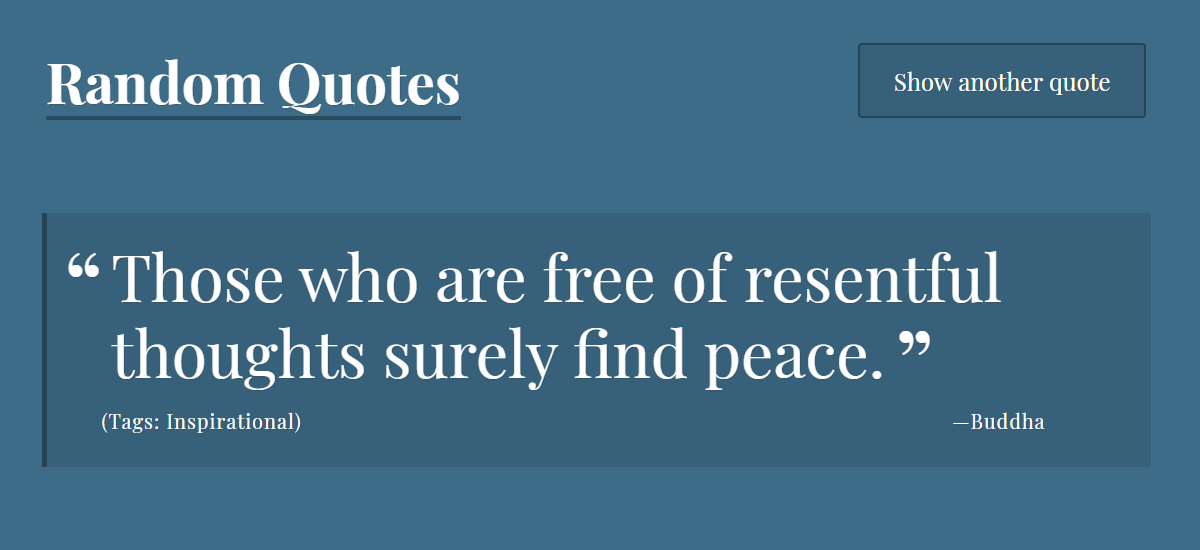 Random Quotes
Show another quote
“Those who are free of resentful
thoughts surely find peace.”
(Tags: Inspirational)
—Buddha